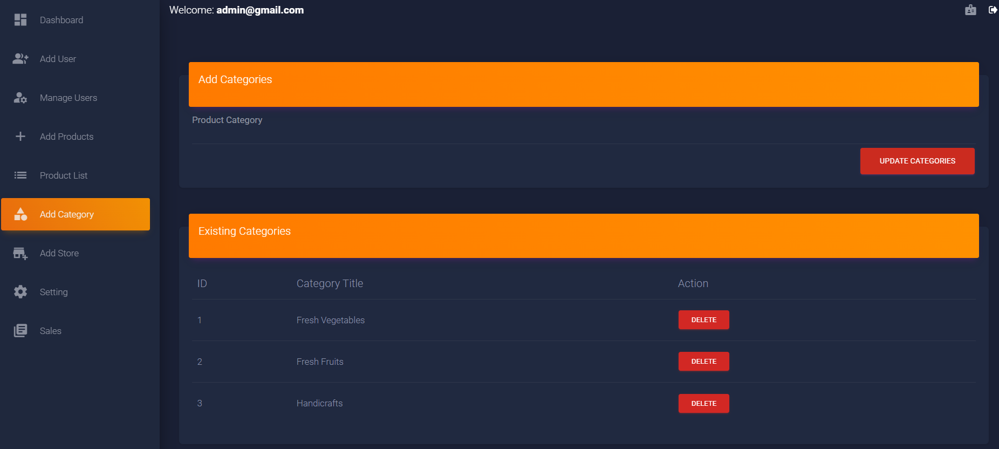 Dashboard
Add User
Manage Users
Add Products
Product List
Add Category
Add Store
Setting
Sales
Welcome: admin@gmail.com
Add Categories
Product Category
UPDATE CATEGORIES
Existing Categories
ID Category Title Action
1 Fresh Vegetables DELETE
2 Fresh Fruits DELETE
3 Handicrafts DELETE